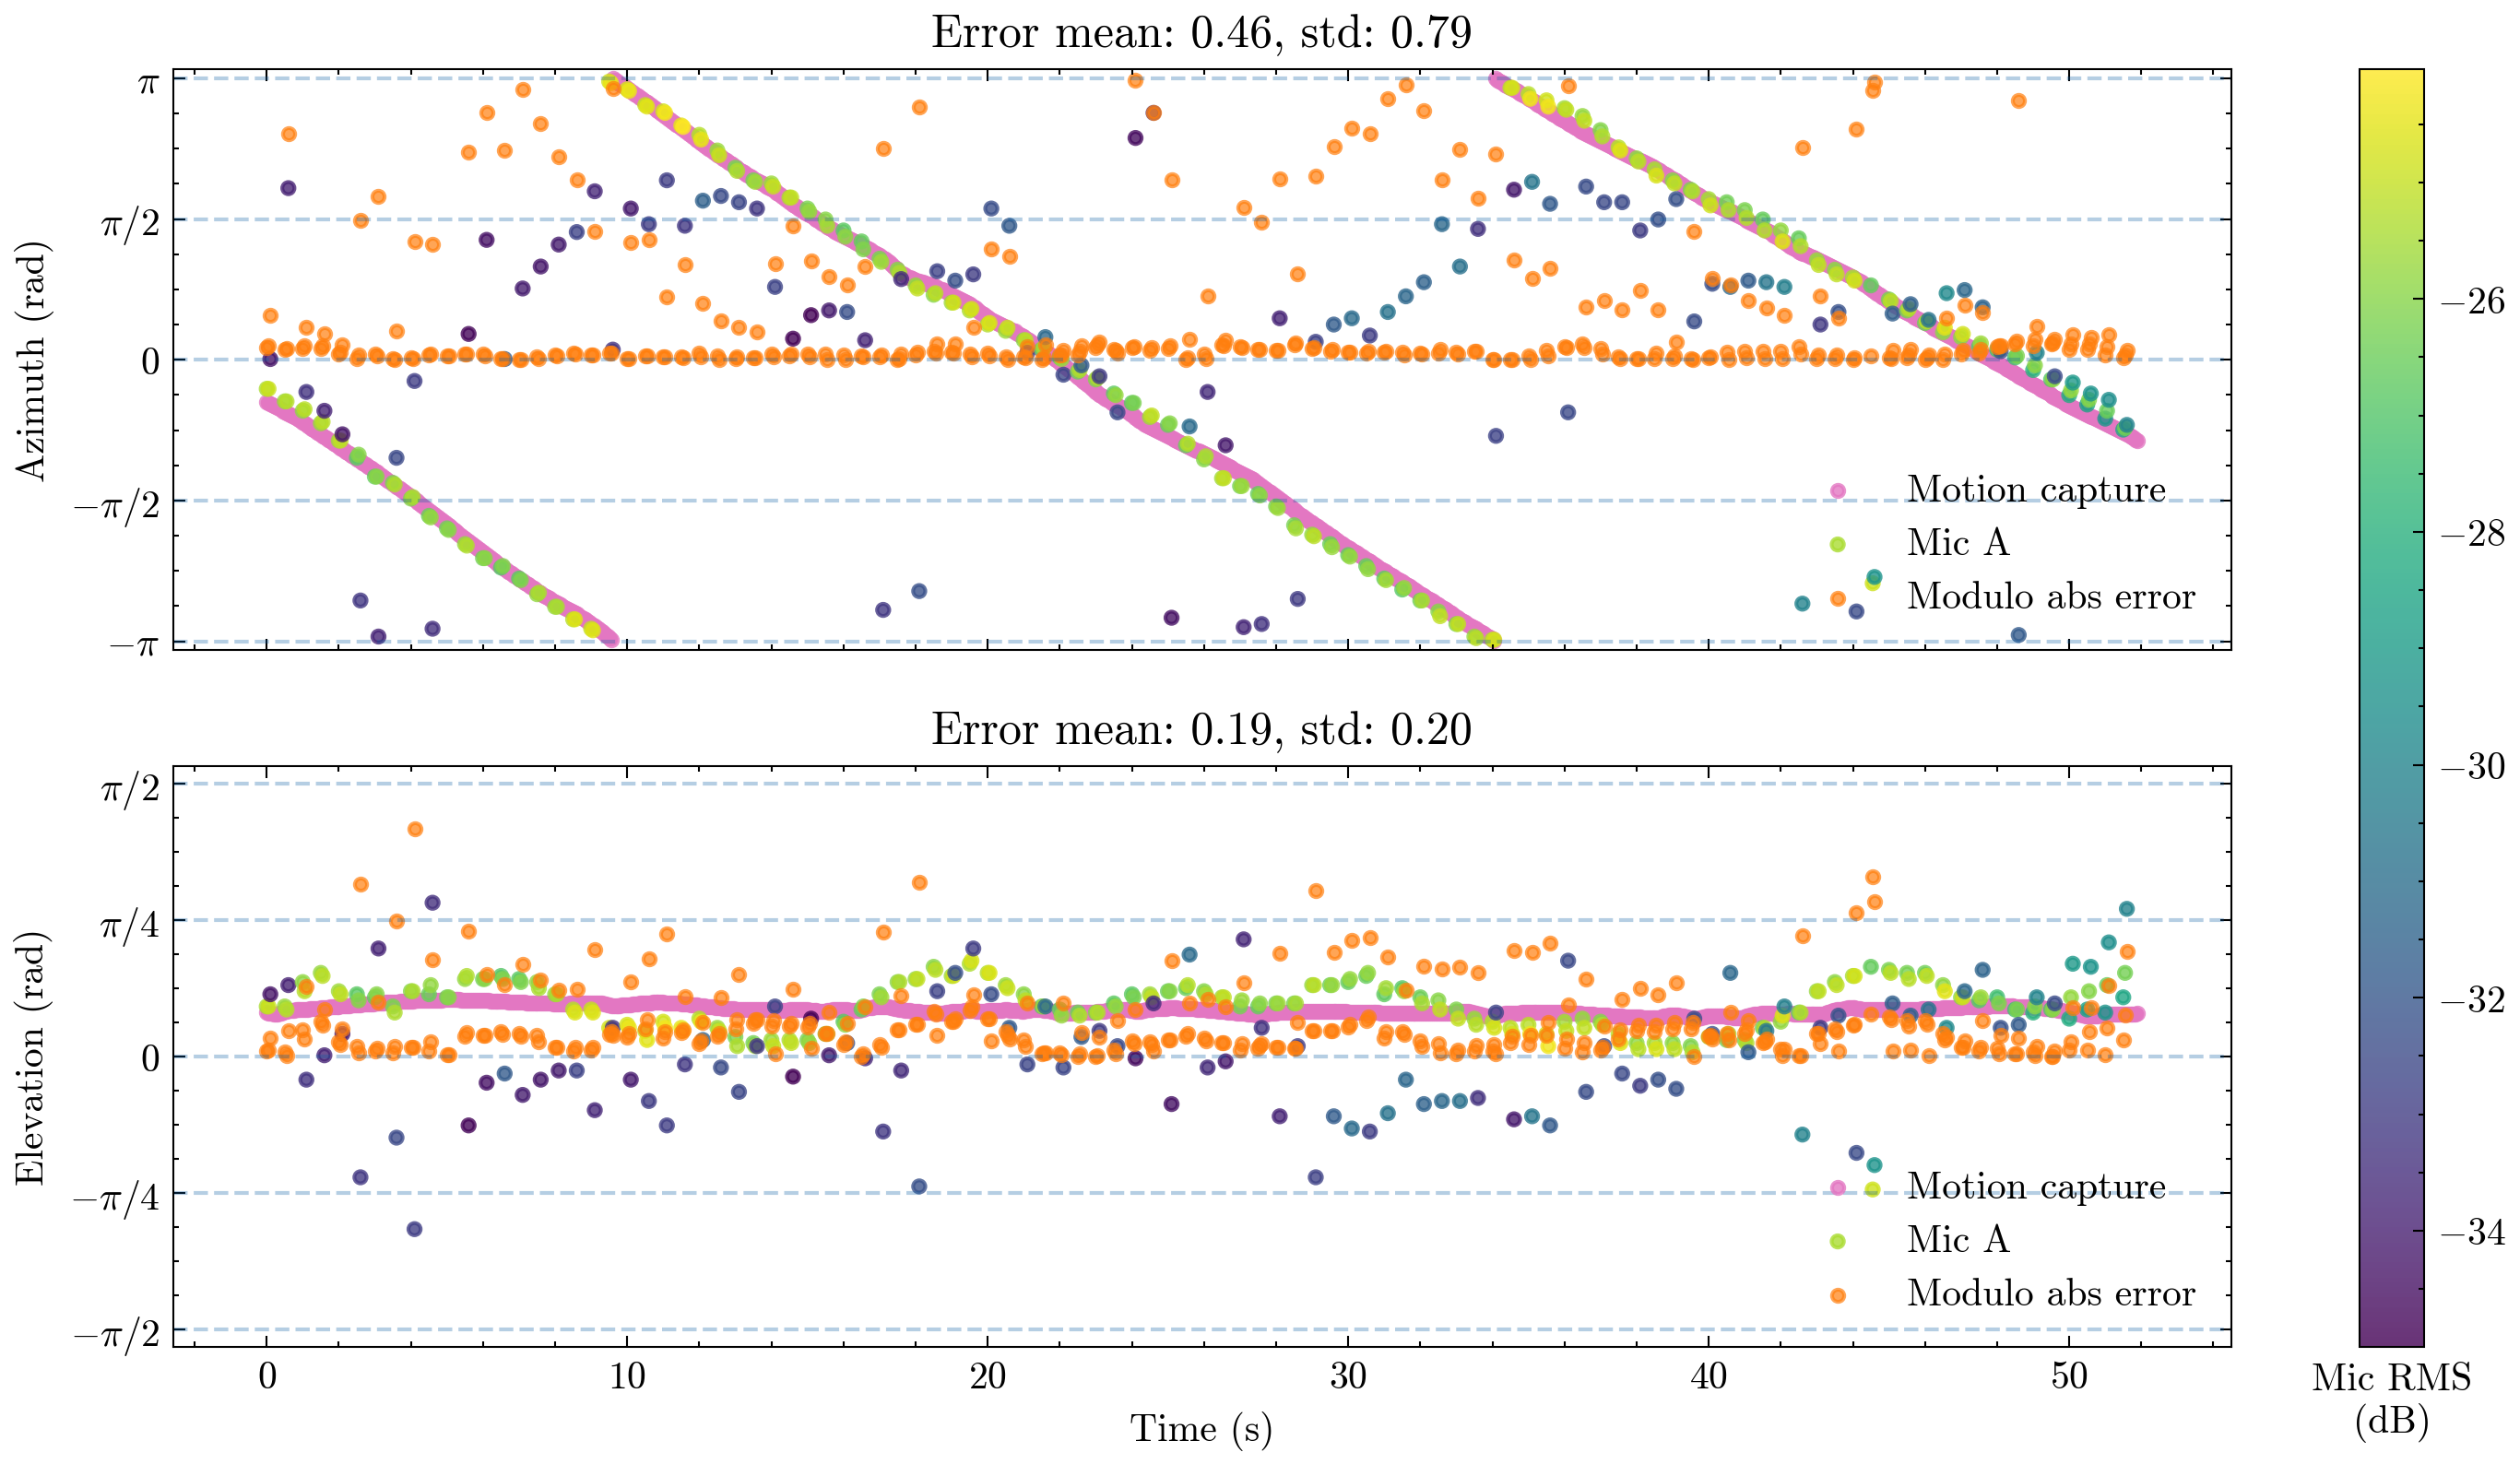 Error mean: 0.46, std: 0.79
π
π/2
0
−π/2
−π
Azimuth (rad)
Motion capture
Mic A
Modulo abs error
Error mean: 0.19, std: 0.20
π/2
π/4
0
−π/4
−π/2
Elevation (rad)
Motion capture
Mic A
Modulo abs error
0 10 20 30 40 50
Time (s)
−26
−28
−30
−32
−34
Mic RMS
(dB)